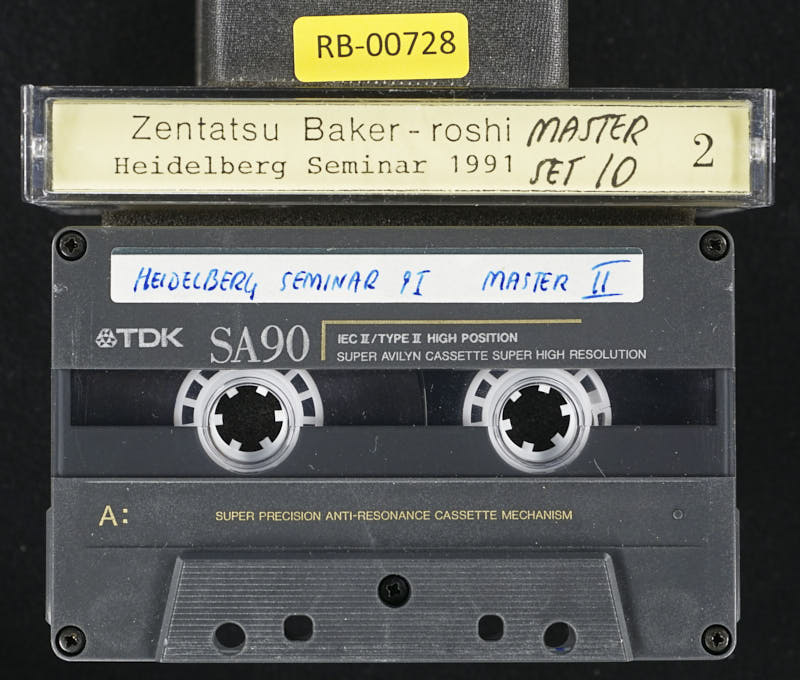 RB-00728
Zentatsu Baker-roshi MASTER
Heidelberg Seminar 1991 SET 10
2
HEIDELBERG SEMINAR 91 MASTER II
TDK SA90
IEC II/TYPE II HIGH POSITION
SUPER AVILYN CASSETTE SUPER HIGH RESOLUTION
A:
SUPER PRECISION ANTI-RESONANCE CASSETTE MECHANISM